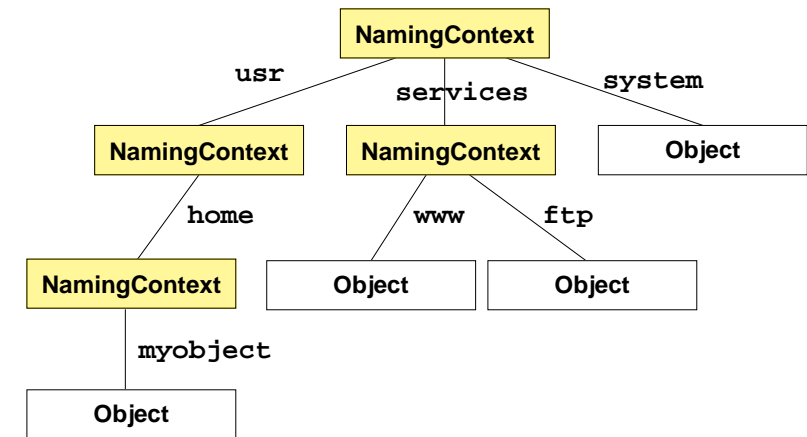 NamingContext
usr
services
system
NamingContext
NamingContext
Object
home
www
ftp
NamingContext
Object
Object
myobject
Object